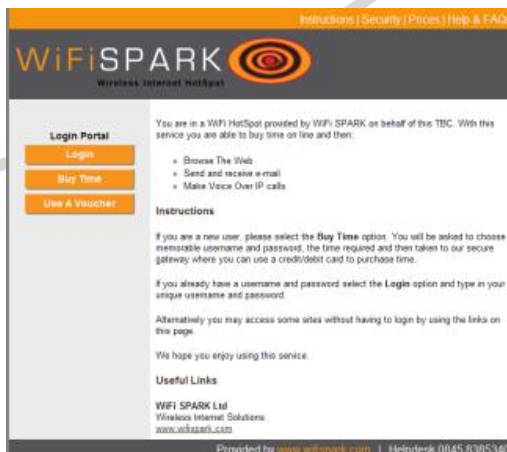 Instructions | Security | Prices | Help & FAQ
WiFiSPARK
Wireless Internet HotSpot
Login Portal
Login
Buy Time
Use A Voucher
You are in a WiFi HotSpot provided by WiFi SPARK on behalf of this TBC. With this
service you are able to buy time on line and then:
Browse The Web
Send and receive e-mail
Make Voice Over IP calls
Instructions
If you are a new user, please select the Buy Time option. You will be asked to choose
memorable username and password, the time required and then taken to our secure
gateway where you can use a credit/debit card to purchase time.
If you already have a username and password select the Login option and type in your
unique username and password.
Alternatively you may access some sites without having to login by using the links on
this page.
We hope you enjoy using this service.
Useful Links
WiFi SPARK Ltd
Wireless Internet Solutions
www.wifispark.com
Provided by www.wifispark.com | Helpdesk 0845 8385340